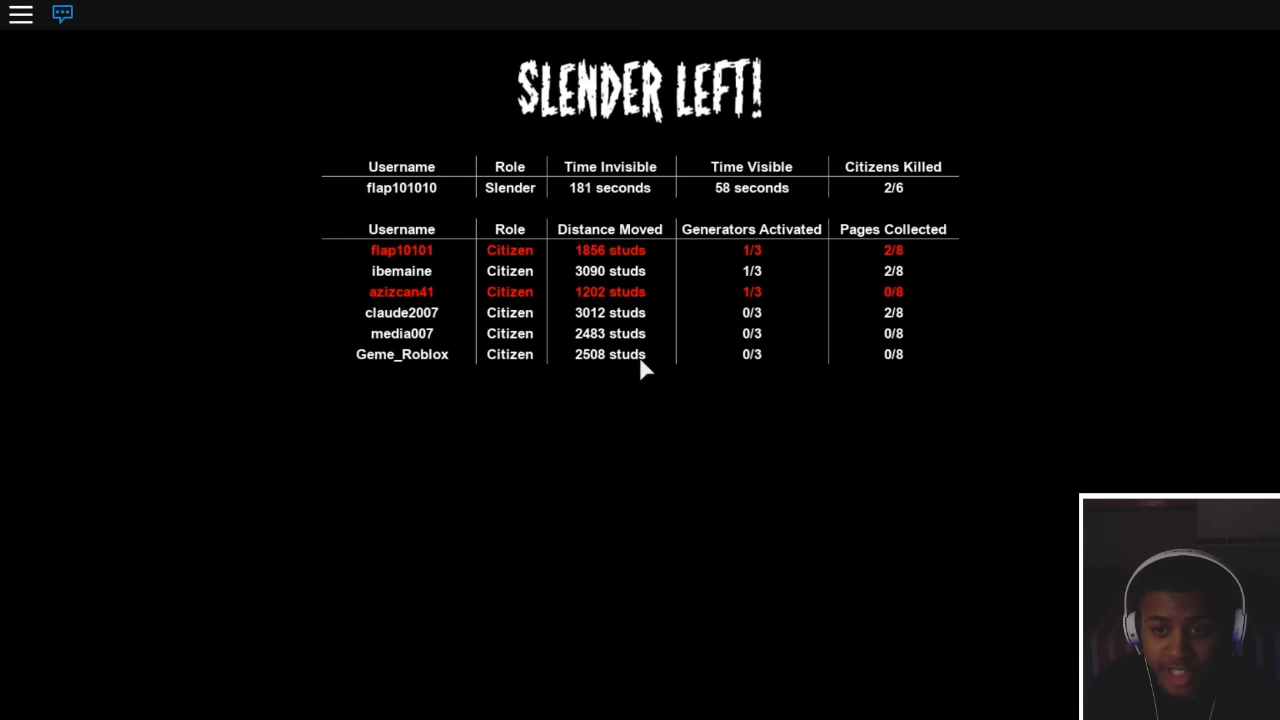 SLENDER LEFT!
Username Role Time Invisible Time Visible Citizens Killed
flap101010 Slender 181 seconds 58 seconds 2/6
Username Role Distance Moved Generators Activated Pages Collected
flap10101 Citizen 1856 studs 1/3 2/8
ibemaine Citizen 3090 studs 1/3 2/8
azizcan41 Citizen 1202 studs 1/3 0/8
claude2007 Citizen 3012 studs 0/3 2/8
media007 Citizen 2483 studs 0/3 0/8
Geme_Roblox Citizen 2508 studs 0/3 0/8